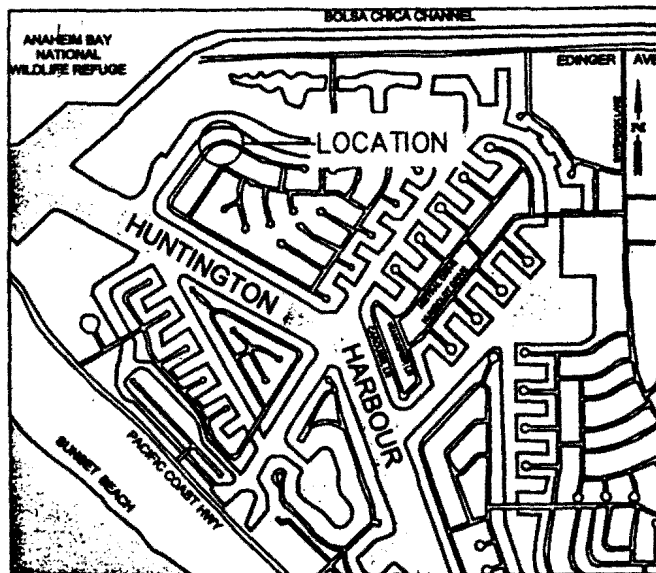 BOLSA CHICA CHANNEL
ANAHEIM BAY
NATIONAL
WILDLIFE REFUGE
EDINGER AVE
N
LOCATION
HUNTINGTON
HARBOUR
SUNSET BEACH
PACIFIC COAST HWY